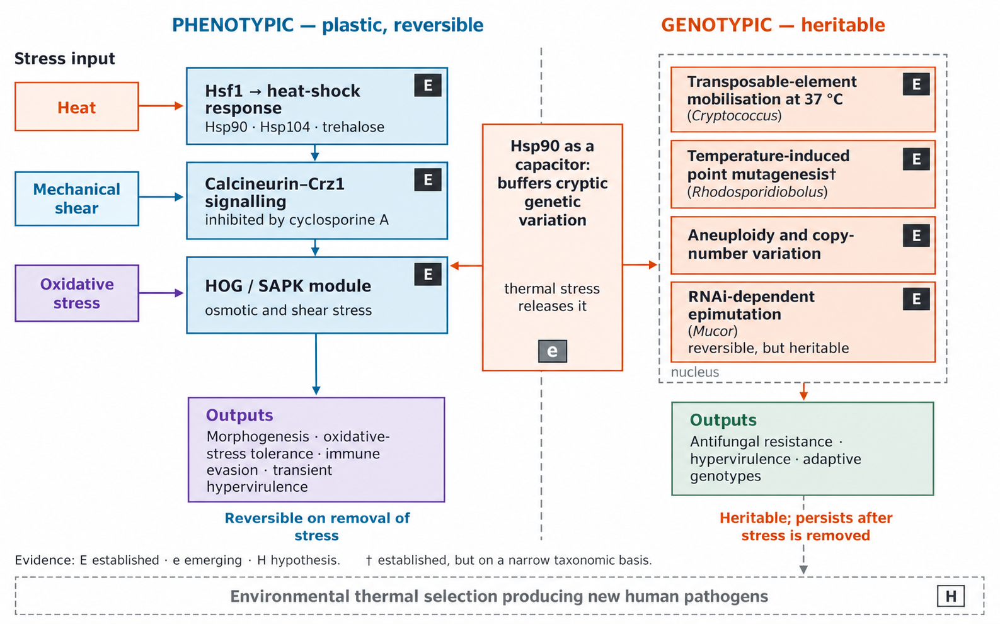 PHENOTYPIC — plastic, reversible
GENOTYPIC — heritable
Stress input
Heat
Mechanical
shear
Oxidative
stress
Hsf1 → heat-shock
response
Hsp90 · Hsp104 · trehalose
E
Calcineurin–Crz1
signalling
inhibited by cyclosporine A
E
HOG / SAPK module
osmotic and shear stress
E
Outputs
Morphogenesis · oxidative-
stress tolerance · immune
evasion · transient
hypervirulence
Reversible on removal of
stress
Hsp90 as a
capacitor:
buffers cryptic
genetic
variation
thermal stress
releases it
e
Transposable-element
mobilisation at 37 °C
(Cryptococcus)
E
Temperature-induced
point mutagenesis†
(Rhodosporidiobolus)
E
Aneuploidy and copy-
number variation
E
RNAi-dependent
epimutation
(Mucor)
reversible, but heritable
E
nucleus
Outputs
Antifungal resistance ·
hypervirulence · adaptive
genotypes
Heritable; persists after
stress is removed
Evidence: E established · e emerging · H hypothesis. † established, but on a narrow taxonomic basis.
Environmental thermal selection producing new human pathogens
H